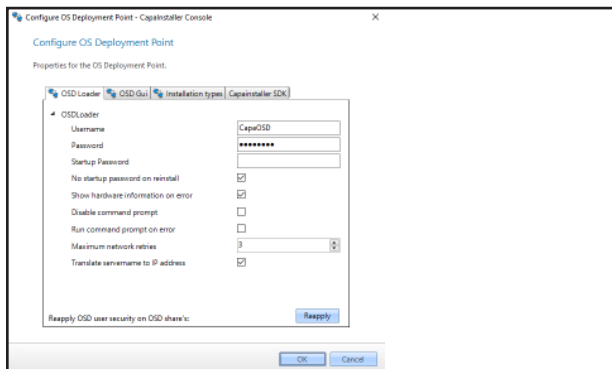 Configure OS Deployment Point - CapaInstaller Console
Configure OS Deployment Point
Properties for the OS Deployment Point.
OSD Loader OSD Gui Installation types Capainstaller SDK
OSDLoader
Username CapaOSD
Password ••••••••
Startup Password
No startup password on reinstall
Show hardware information on error
Disable command prompt
Run command prompt on error
Maximum network retries 3
Translate servername to IP address
Reapply OSD user security on OSD share's: Reapply
OK Cancel